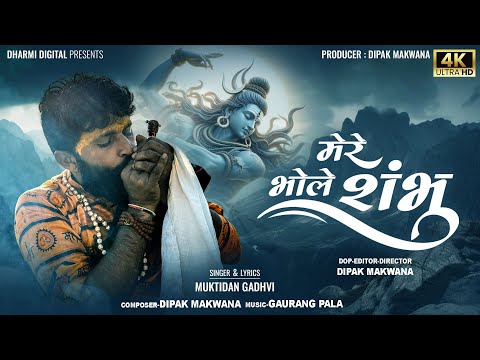 DHARMI DIGITAL PRESENTS
PRODUCER : DIPAK MAKWANA
4K
ULTRA HD
मेरे
भोले शंभु
DOP-EDITOR-DIRECTOR
DIPAK MAKWANA
SINGER & LYRICS
MUKTIDAN GADHVI
COMPOSER-DIPAK MAKWANA MUSIC-GAURANG PALA